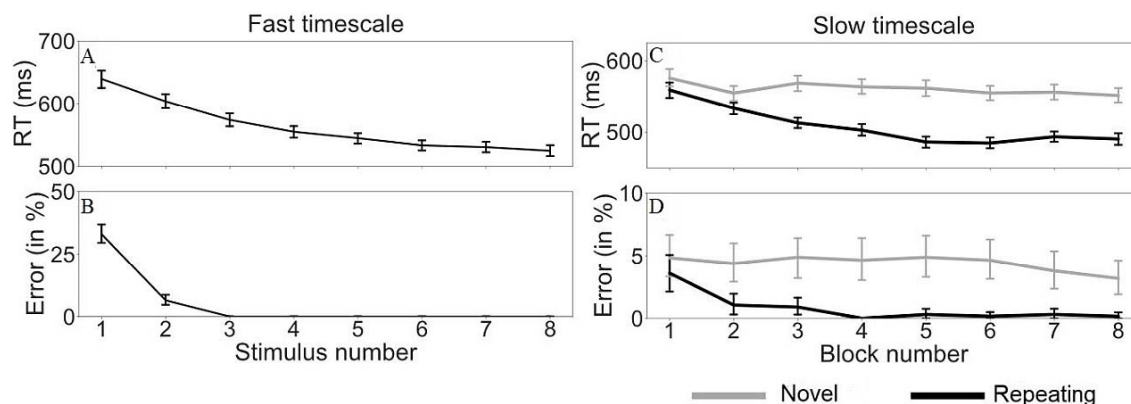 Fast timescale
A
RT (ms)
700
600
500
B
Error (in %)
50
25
0
1 2 3 4 5 6 7 8
Stimulus number
Slow timescale
C
RT (ms)
600
500
D
Error (in %)
10
5
0
1 2 3 4 5 6 7 8
Block number
Novel Repeating